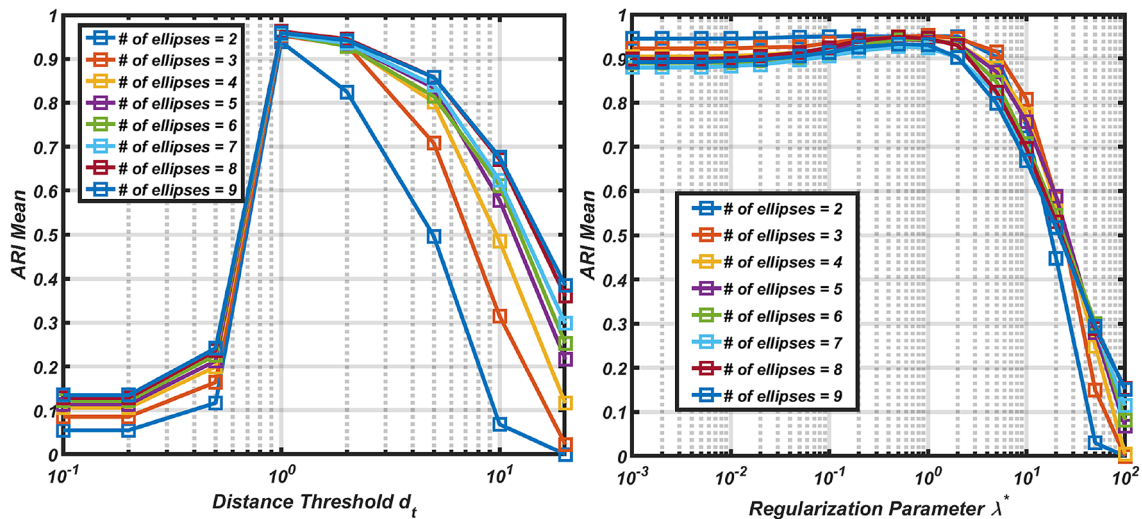 1
0.9
0.8
0.7
0.6
0.5
0.4
0.3
0.2
0.1
0
ARI Mean
# of ellipses = 2
# of ellipses = 3
# of ellipses = 4
# of ellipses = 5
# of ellipses = 6
# of ellipses = 7
# of ellipses = 8
# of ellipses = 9
10^-1
10^0
10^1
Distance Threshold d_t
1
0.9
0.8
0.7
0.6
0.5
0.4
0.3
0.2
0.1
0
ARI Mean
# of ellipses = 2
# of ellipses = 3
# of ellipses = 4
# of ellipses = 5
# of ellipses = 6
# of ellipses = 7
# of ellipses = 8
# of ellipses = 9
10^-3
10^-2
10^-1
10^0
10^1
10^2
Regularization Parameter λ^*